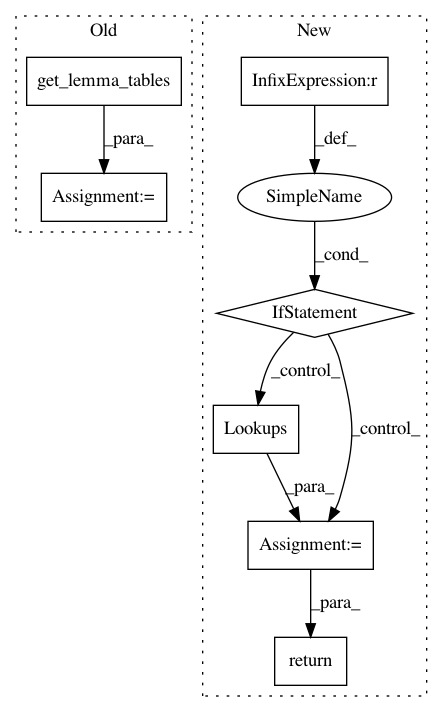 Old
New
get_lemma_tables
InfixExpression:r
_para_
_def_
Assignment:=
SimpleName
_cond_
IfStatement
_control_
Lookups
_control_
_para_
Assignment:=
_para_
return